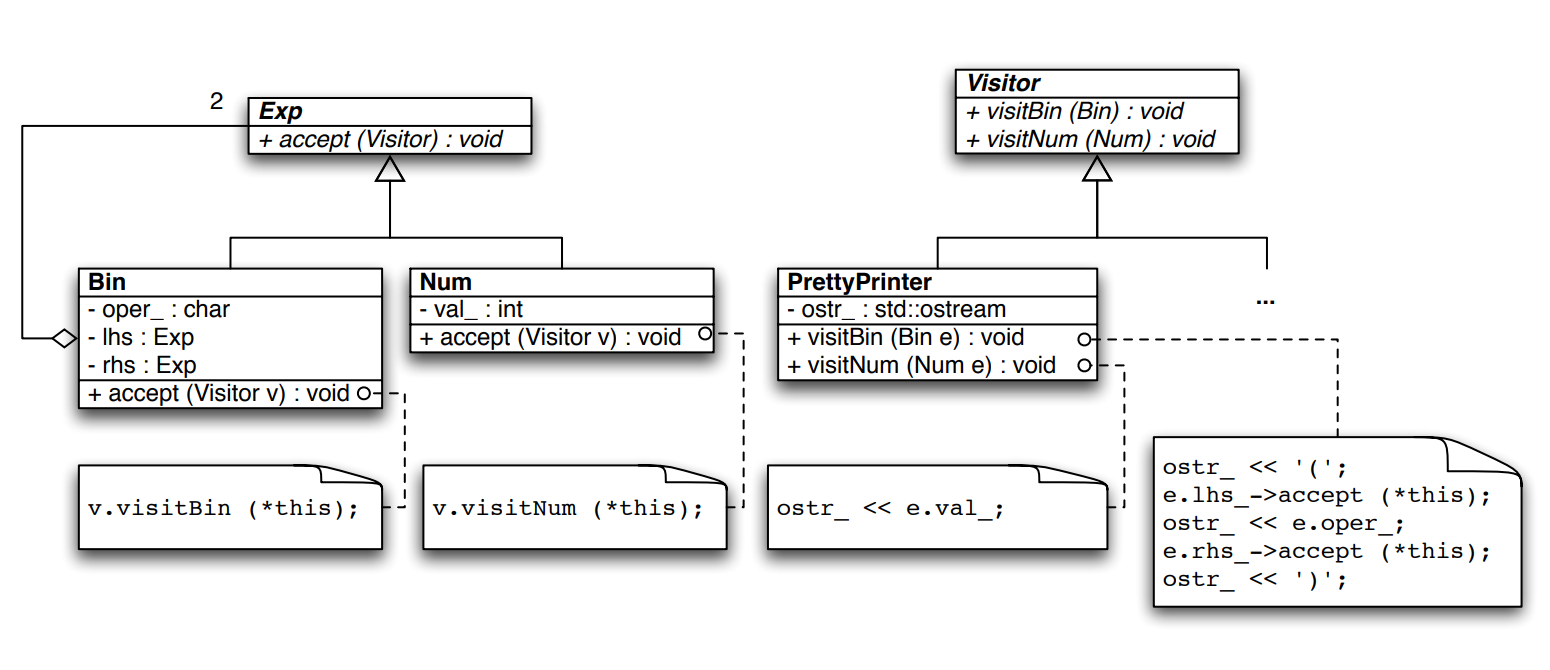 2
Exp
+ accept (Visitor) : void
Visitor
+ visitBin (Bin) : void
+ visitNum (Num) : void
Bin
- oper_ : char
- lhs : Exp
- rhs : Exp
+ accept (Visitor v) : void
Num
- val_ : int
+ accept (Visitor v) : void
PrettyPrinter
- ostr_ : std::ostream
+ visitBin (Bin e) : void
+ visitNum (Num e) : void
...
v.visitBin (*this);
v.visitNum (*this);
ostr_ << e.val_;
ostr_ << '(';
e.lhs_->accept (*this);
ostr_ << e.oper_;
e.rhs_->accept (*this);
ostr_ << ')';